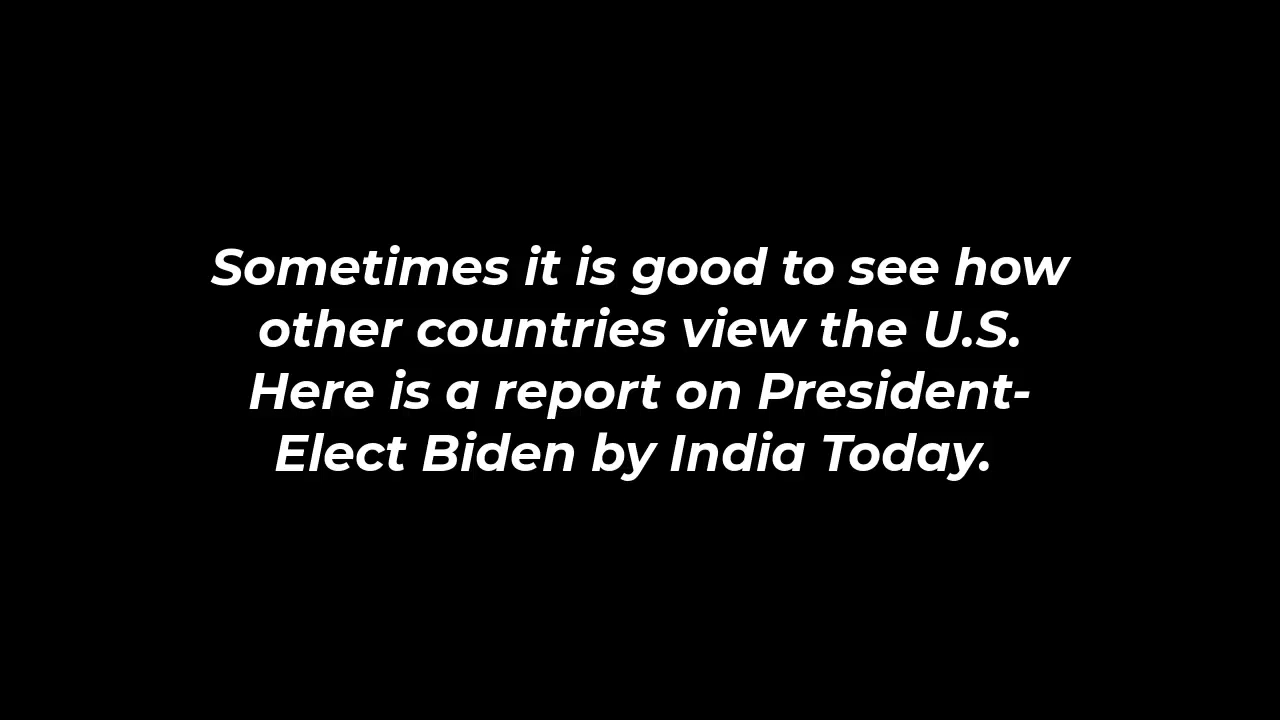 Sometimes it is good to see how
other countries view the U.S.
Here is a report on President-
Elect Biden by India Today.